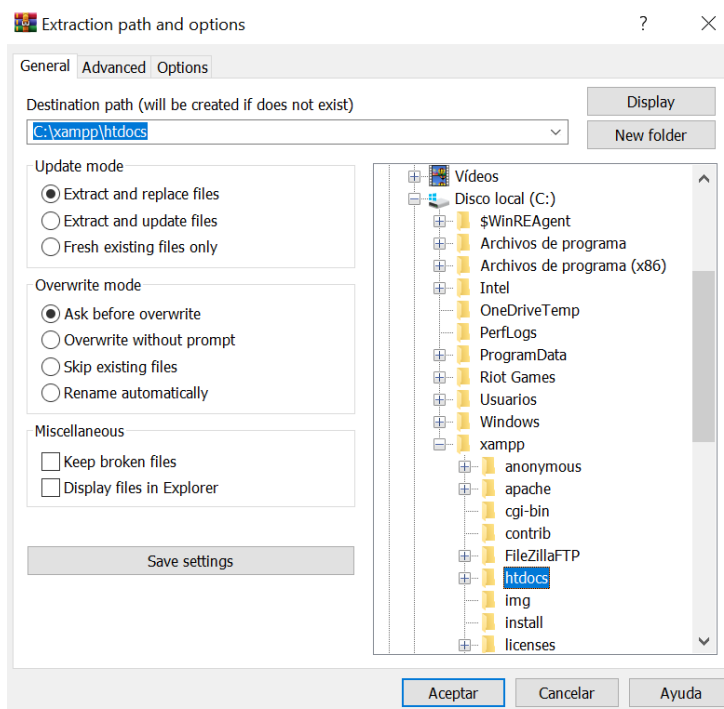 Extraction path and options
General Advanced Options
Destination path (will be created if does not exist)
C:\xampp\htdocs
Display
New folder
Update mode
Extract and replace files
Extract and update files
Fresh existing files only
Overwrite mode
Ask before overwrite
Overwrite without prompt
Skip existing files
Rename automatically
Miscellaneous
Keep broken files
Display files in Explorer
Save settings
Vídeos
Disco local (C:)
$WinREAgent
Archivos de programa
Archivos de programa (x86)
Intel
OneDriveTemp
PerfLogs
ProgramData
Riot Games
Usuarios
Windows
xampp
anonymous
apache
cgi-bin
contrib
FileZillaFTP
htdocs
img
install
licenses
Aceptar Cancelar Ayuda